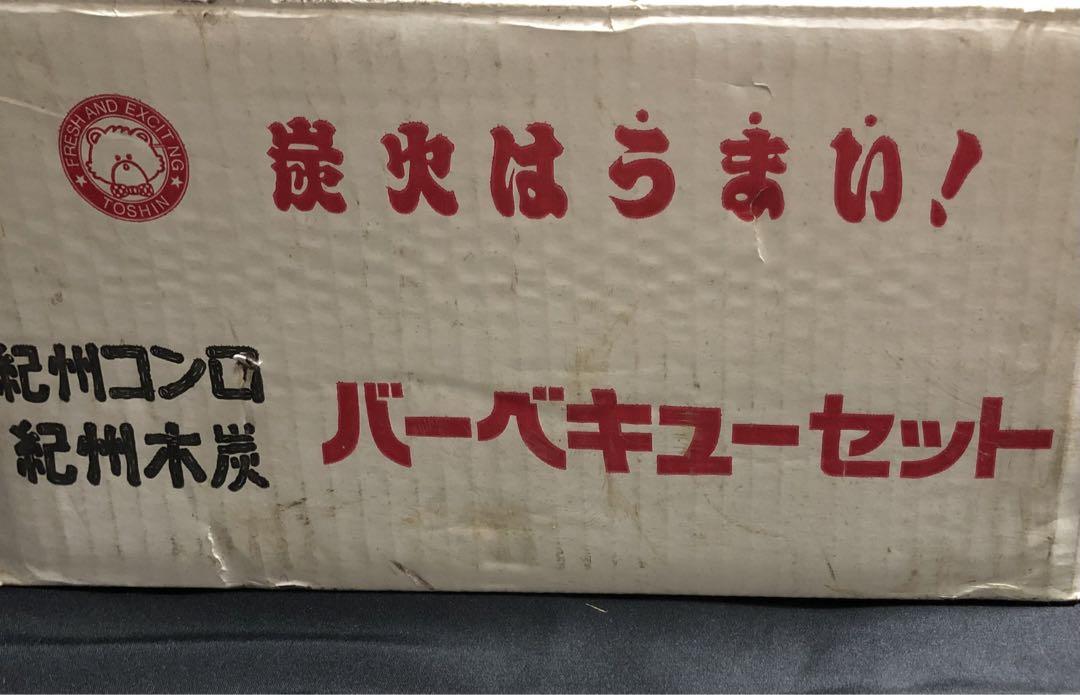 FRESH AND EXCITING
TOSHIN
炭火はうまい!
紀州コンロ
紀州木炭
バーベキューセット